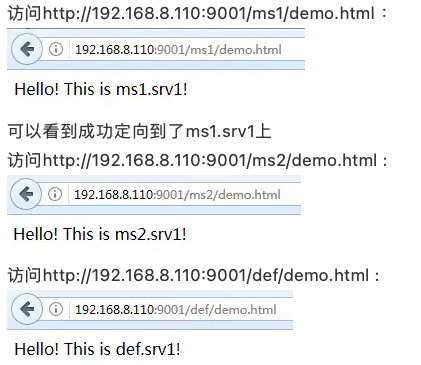 访问http://192.168.8.110:9001/ms1/demo.html：
192.168.8.110:9001/ms1/demo.html
Hello! This is ms1.srv1!
可以看到成功定向到了ms1.srv1上
访问http://192.168.8.110:9001/ms2/demo.html：
192.168.8.110:9001/ms2/demo.html
Hello! This is ms2.srv1!
访问http://192.168.8.110:9001/def/demo.html：
192.168.8.110:9001/def/demo.html
Hello! This is def.srv1!